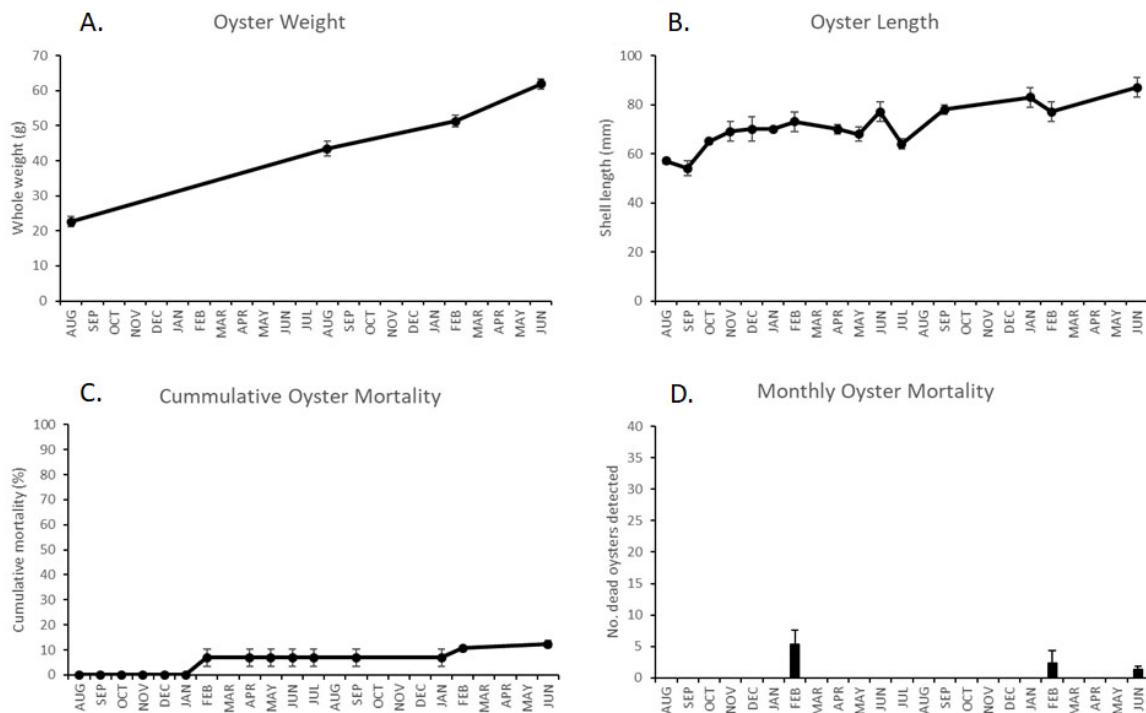 A.
Oyster Weight
Whole weight (g)
70
60
50
40
30
20
10
0
AUG SEP OCT NOV DEC JAN FEB MAR APR MAY JUN JUL AUG SEP OCT NOV DEC JAN FEB MAR APR MAY JUN
B.
Oyster Length
Shell length (mm)
100
80
60
40
20
0
AUG SEP OCT NOV DEC JAN FEB MAR APR MAY JUN JUL AUG SEP OCT NOV DEC JAN FEB MAR APR MAY JUN
C.
Cummulative Oyster Mortality
Cumulative mortality (%)
100
90
80
70
60
50
40
30
20
10
0
AUG SEP OCT NOV DEC JAN FEB MAR APR MAY JUN JUL AUG SEP OCT NOV DEC JAN FEB MAR APR MAY JUN
D.
Monthly Oyster Mortality
No. dead oysters detected
40
35
30
25
20
15
10
5
0
AUG SEP OCT NOV DEC JAN FEB MAR APR MAY JUN JUL AUG SEP OCT NOV DEC JAN FEB MAR APR MAY JUN